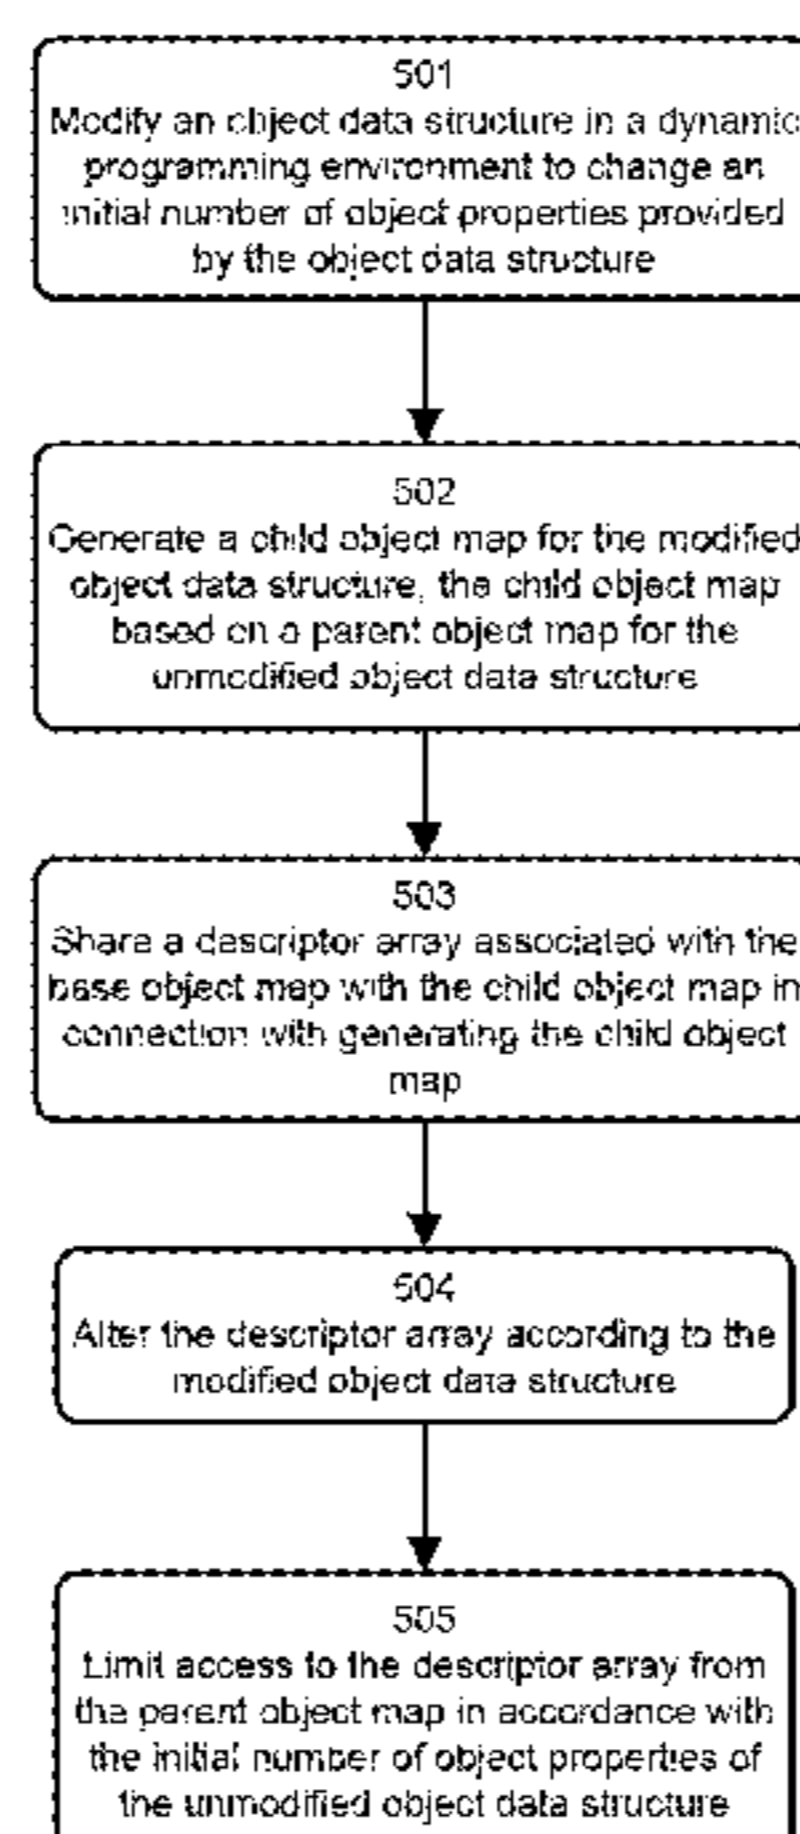 501
Modify an object data structure in a dynamic
programming environment to change an
initial number of object properties provided
by the object data structure
502
Generate a child object map for the modified
object data structure, the child object map
based on a parent object map for the
unmodified object data structure
503
Share a descriptor array associated with the
base object map with the child object map in
connection with generating the child object
map
504
Alter the descriptor array according to the
modified object data structure
505
Limit access to the descriptor array from
the parent object map in accordance with
the initial number of object properties of
the unmodified object data structure